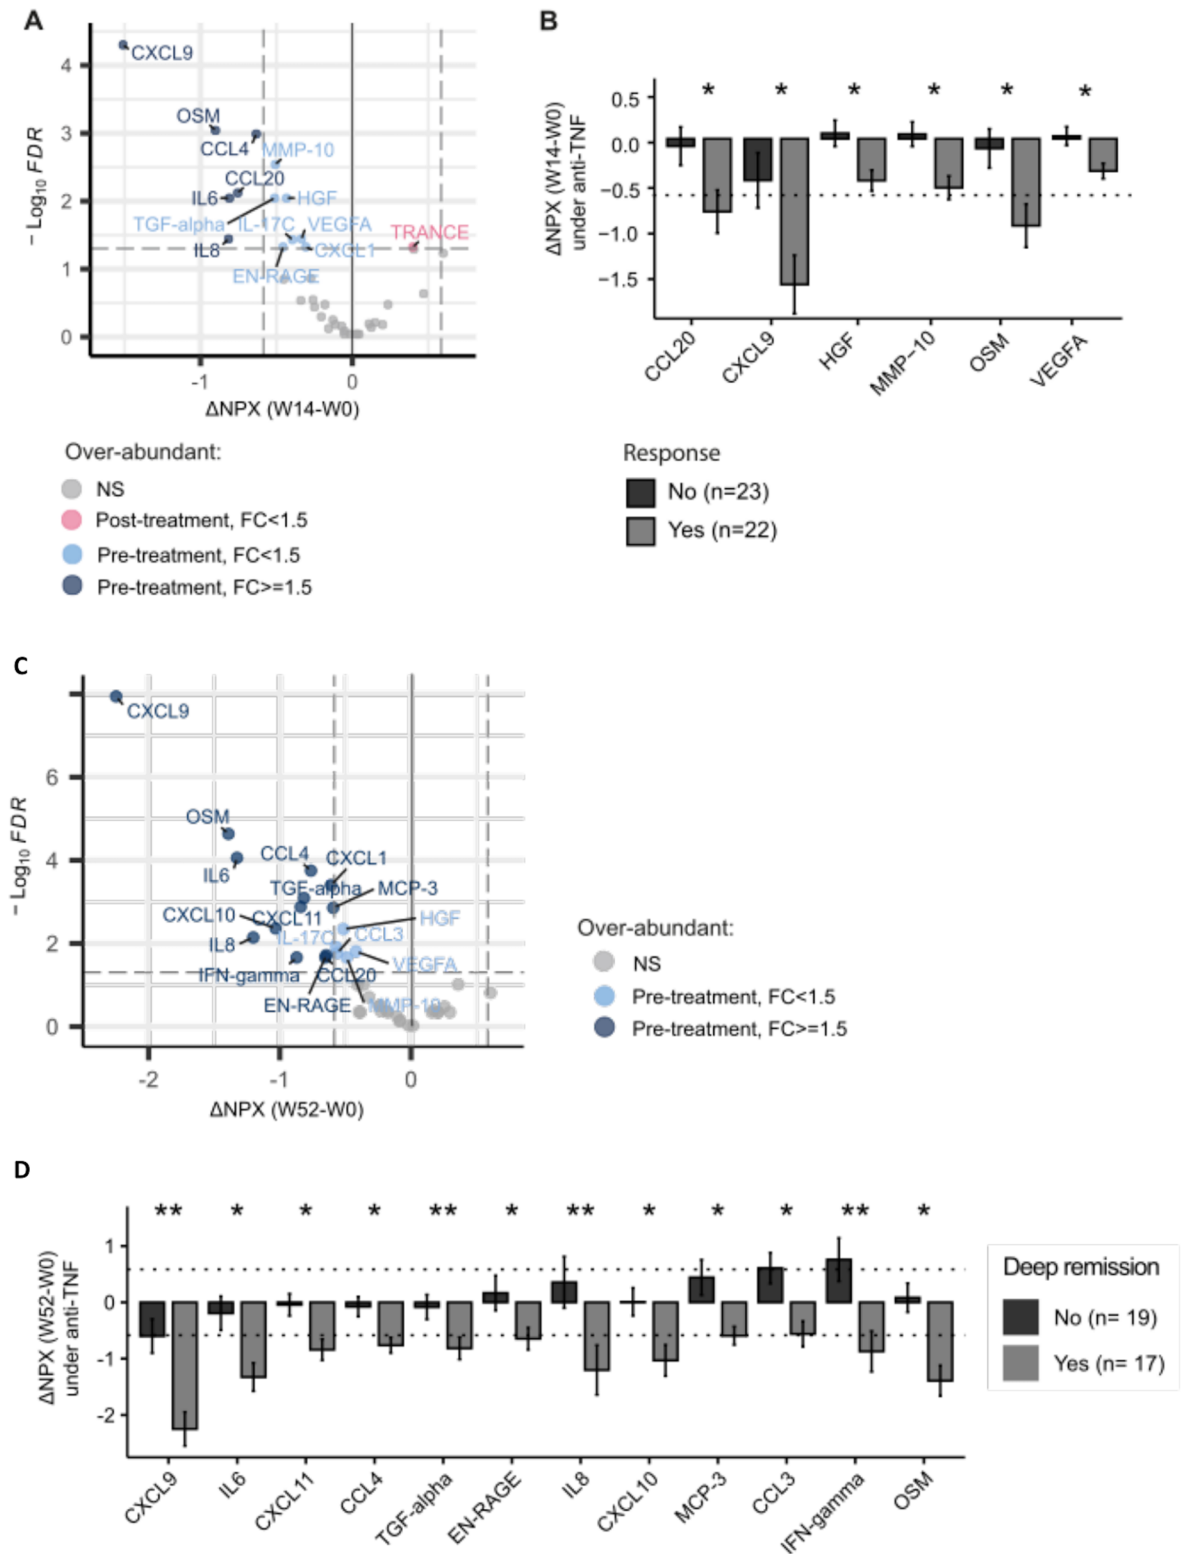 A
− Log10 FDR
4
3
2
1
0
CXCL9
OSM
CCL4
MMP-10
CCL20
IL6
HGF
TGF-alpha
IL-17C
VEGFA
TRANCE
IL8
CXCL1
EN-RAGE
-1
0
ΔNPX (W14-W0)
Over-abundant:
NS
Post-treatment, FC<1.5
Pre-treatment, FC<1.5
Pre-treatment, FC>=1.5
B
ΔNPX (W14-W0)
under anti-TNF
0.5
0.0
−0.5
−1.0
−1.5
* * * * * *
CCL20
CXCL9
HGF
MMP−10
OSM
VEGFA
Response
No (n=23)
Yes (n=22)
C
− Log10 FDR
6
4
2
0
CXCL9
OSM
IL6
CCL4
CXCL1
TGF-alpha
MCP-3
CXCL10
CXCL11
HGF
IL8
IL-17C
CCL3
IFN-gamma
CCL20
VEGFA
EN-RAGE
MMP-10
-2
-1
0
ΔNPX (W52-W0)
Over-abundant:
NS
Pre-treatment, FC<1.5
Pre-treatment, FC>=1.5
D
ΔNPX (W52-W0)
under anti-TNF
1
0
-1
-2
** * * * ** * ** * * * ** *
CXCL9
IL6
CXCL11
CCL4
TGF-alpha
EN-RAGE
IL8
CXCL10
MCP-3
CCL3
IFN-gamma
OSM
Deep remission
No (n= 19)
Yes (n= 17)